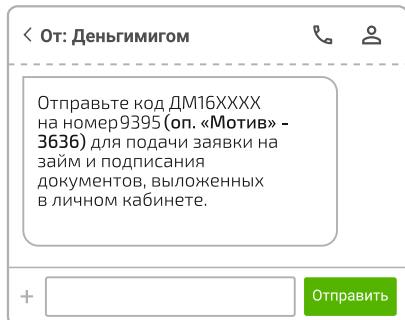 От: Деньгимигом
Отправьте код ДМ16XXXX
на номер9395 (оп. «Мотив» -
3636) для подачи заявки на
займ и подписания
документов, выложенных
в личном кабинете.
+
Отправить